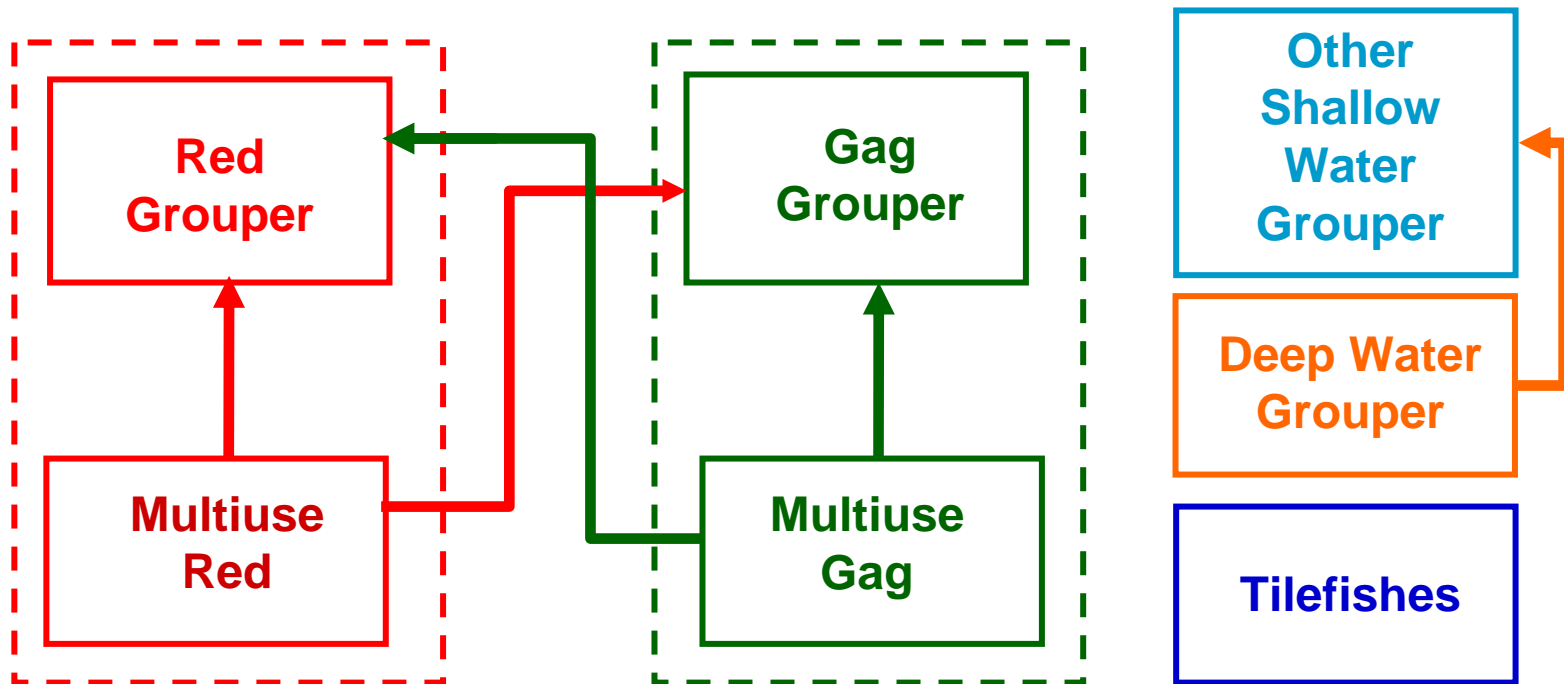 Red
Grouper
Multiuse
Red
Gag
Grouper
Multiuse
Gag
Other
Shallow
Water
Grouper
Deep Water
Grouper
Tilefishes